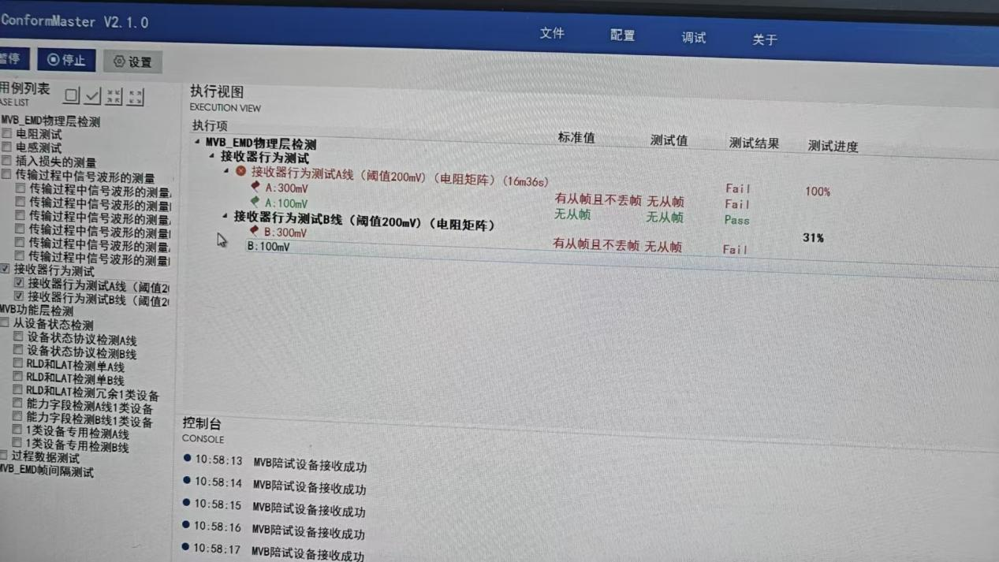 ConformMaster V2.1.0
文件 配置 调试 关于
暂停 停止 设置
用例列表
ASE LIST
MVB_EMD物理层检测
电阻测试
电感测试
插入损失的测量
传输过程中信号波形的测量
传输过程中信号波形的测量
传输过程中信号波形的测量
传输过程中信号波形的测量
传输过程中信号波形的测量
传输过程中信号波形的测量
传输过程中信号波形的测量
接收器行为测试
接收器行为测试A线（阈值20
接收器行为测试B线（阈值20
MVB功能层检测
从设备状态检测
设备状态协议检测A线
设备状态协议检测B线
RLD和LAT检测单A线
RLD和LAT检测单B线
RLD和LAT检测冗余1类设备
能力字段检测A线1类设备
能力字段检测B线1类设备
1类设备专用检测A线
1类设备专用检测B线
过程数据测试
MVB_EMD帧间隔测试
执行视图
EXECUTION VIEW
执行项 标准值 测试值 测试结果 测试进度
MVB_EMD物理层检测
接收器行为测试
接收器行为测试A线（阈值200mV）（电阻矩阵）(16m36s) Fail 100%
A:300mV 有从帧且不丢帧 无从帧 Fail
A:100mV 无从帧 无从帧 Pass
接收器行为测试B线（阈值200mV）（电阻矩阵） 31%
B:300mV 有从帧且不丢帧 无从帧 Fail
B:100mV
控制台
CONSOLE
10:58:13 MVB陪试设备接收成功
10:58:14 MVB陪试设备接收成功
10:58:15 MVB陪试设备接收成功
10:58:16 MVB陪试设备接收成功
10:58:17 MVB陪试设备接收成功